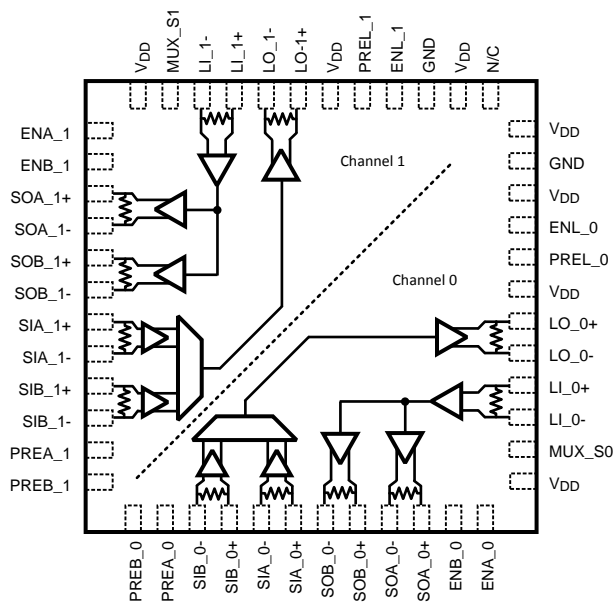 VDD
MUX_S1
LI_1-
LI_1+
LO_1-
LO-1+
VDD
PREL_1
ENL_1
GND
VDD
N/C
ENA_1
ENB_1
SOA_1+
SOA_1-
SOB_1+
SOB_1-
SIA_1+
SIA_1-
SIB_1+
SIB_1-
PREA_1
PREB_1
Channel 1
Channel 0
VDD
GND
VDD
ENL_0
PREL_0
VDD
LO_0+
LO_0-
LI_0+
LI_0-
MUX_S0
VDD
PREB_0
PREA_0
SIB_0-
SIB_0+
SIA_0-
SIA_0+
SOB_0-
SOB_0+
SOA_0-
SOA_0+
ENB_0
ENA_0